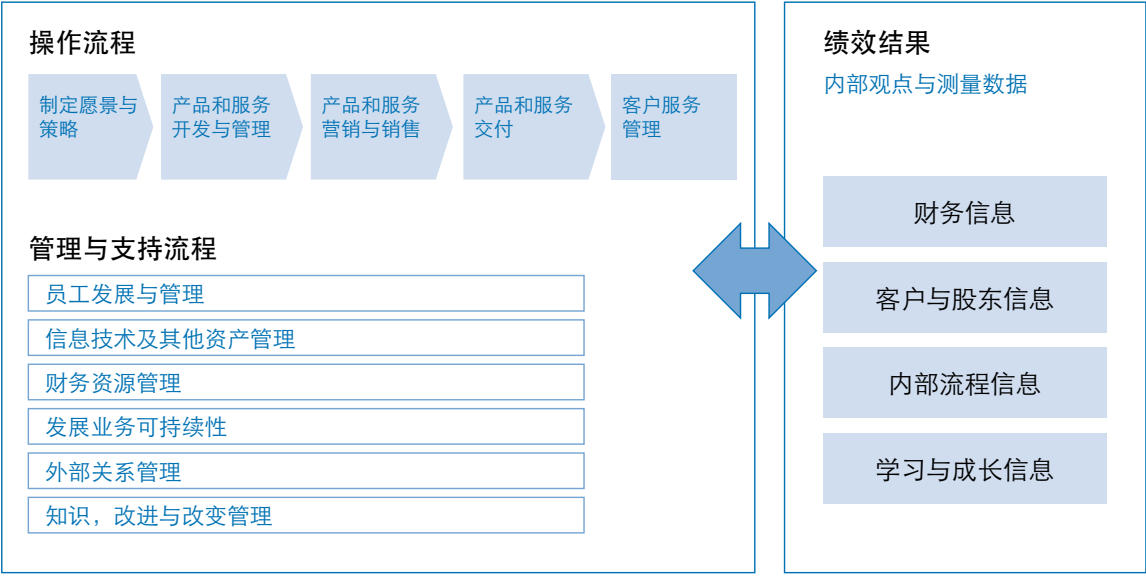 操作流程
制定愿景与
策略
产品和服务
开发与管理
产品和服务
营销与销售
产品和服务
交付
客户服务
管理
管理与支持流程
员工发展与管理
信息技术及其他资产管理
财务资源管理
发展业务可持续性
外部关系管理
知识，改进与改变管理
绩效结果
内部观点与测量数据
财务信息
客户与股东信息
内部流程信息
学习与成长信息